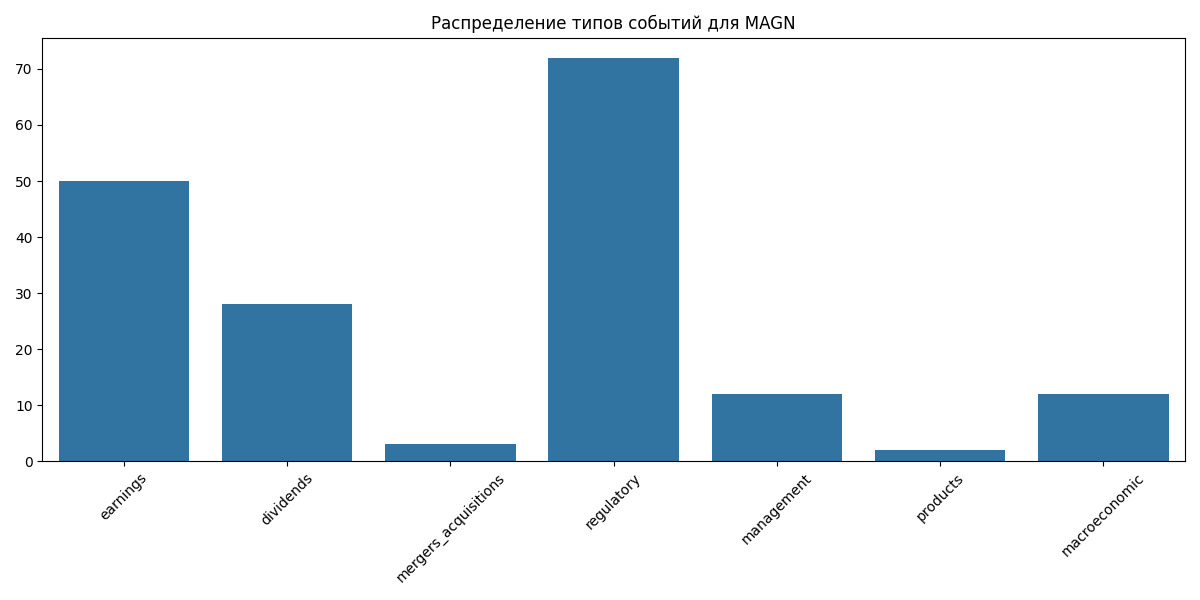 Распределение типов событий для MAGN
70
60
50
40
30
20
10
0
earnings
dividends
mergers_acquisitions
regulatory
management
products
macroeconomic